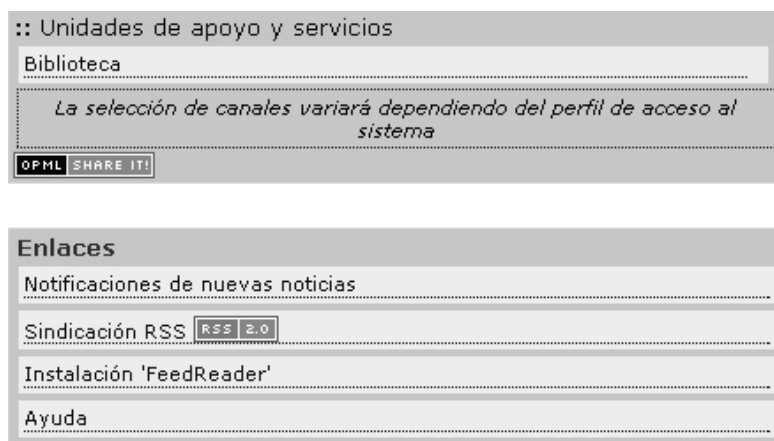 :: Unidades de apoyo y servicios
Biblioteca
La selección de canales variará dependiendo del perfil de acceso al
sistema
OPML SHARE IT!
Enlaces
Notificaciones de nuevas noticias
Sindicación RSS RSS 2.0
Instalación 'FeedReader'
Ayuda